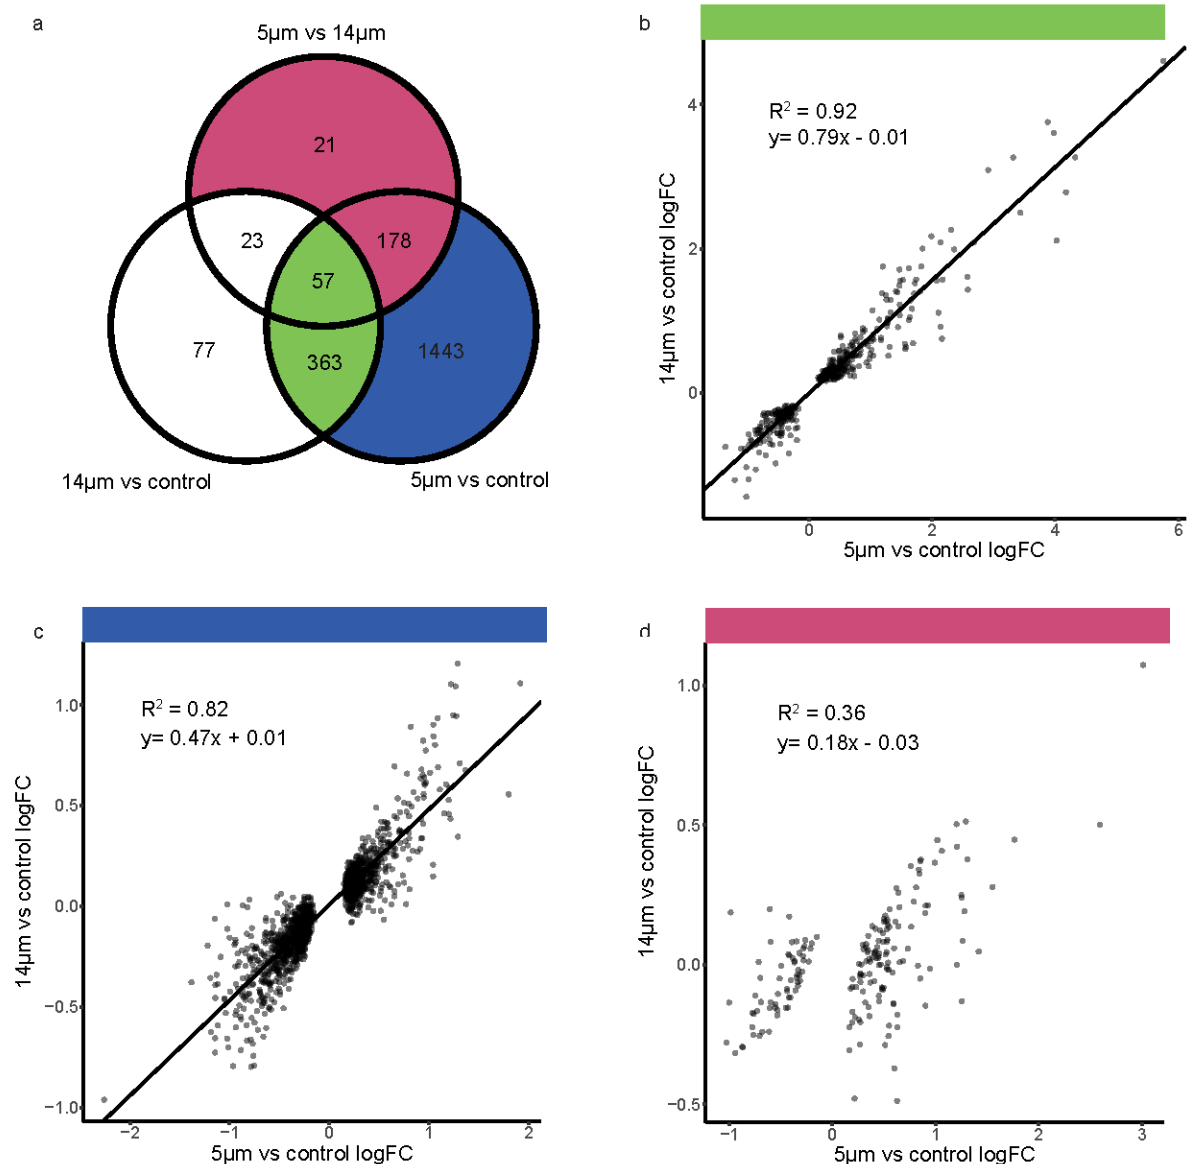 a
5µm vs 14µm
21
23
178
57
77
363
1443
14µm vs control
5µm vs control
b
R² = 0.92
y= 0.79x - 0.01
14µm vs control logFC
4
2
0
0 2 4 6
5µm vs control logFC
c
R² = 0.82
y= 0.47x + 0.01
14µm vs control logFC
1.0
0.5
0.0
−0.5
−1.0
−2 −1 0 1 2
5µm vs control logFC
d
R² = 0.36
y= 0.18x - 0.03
14µm vs control logFC
1.0
0.5
0.0
−0.5
−1 0 1 2 3
5µm vs control logFC